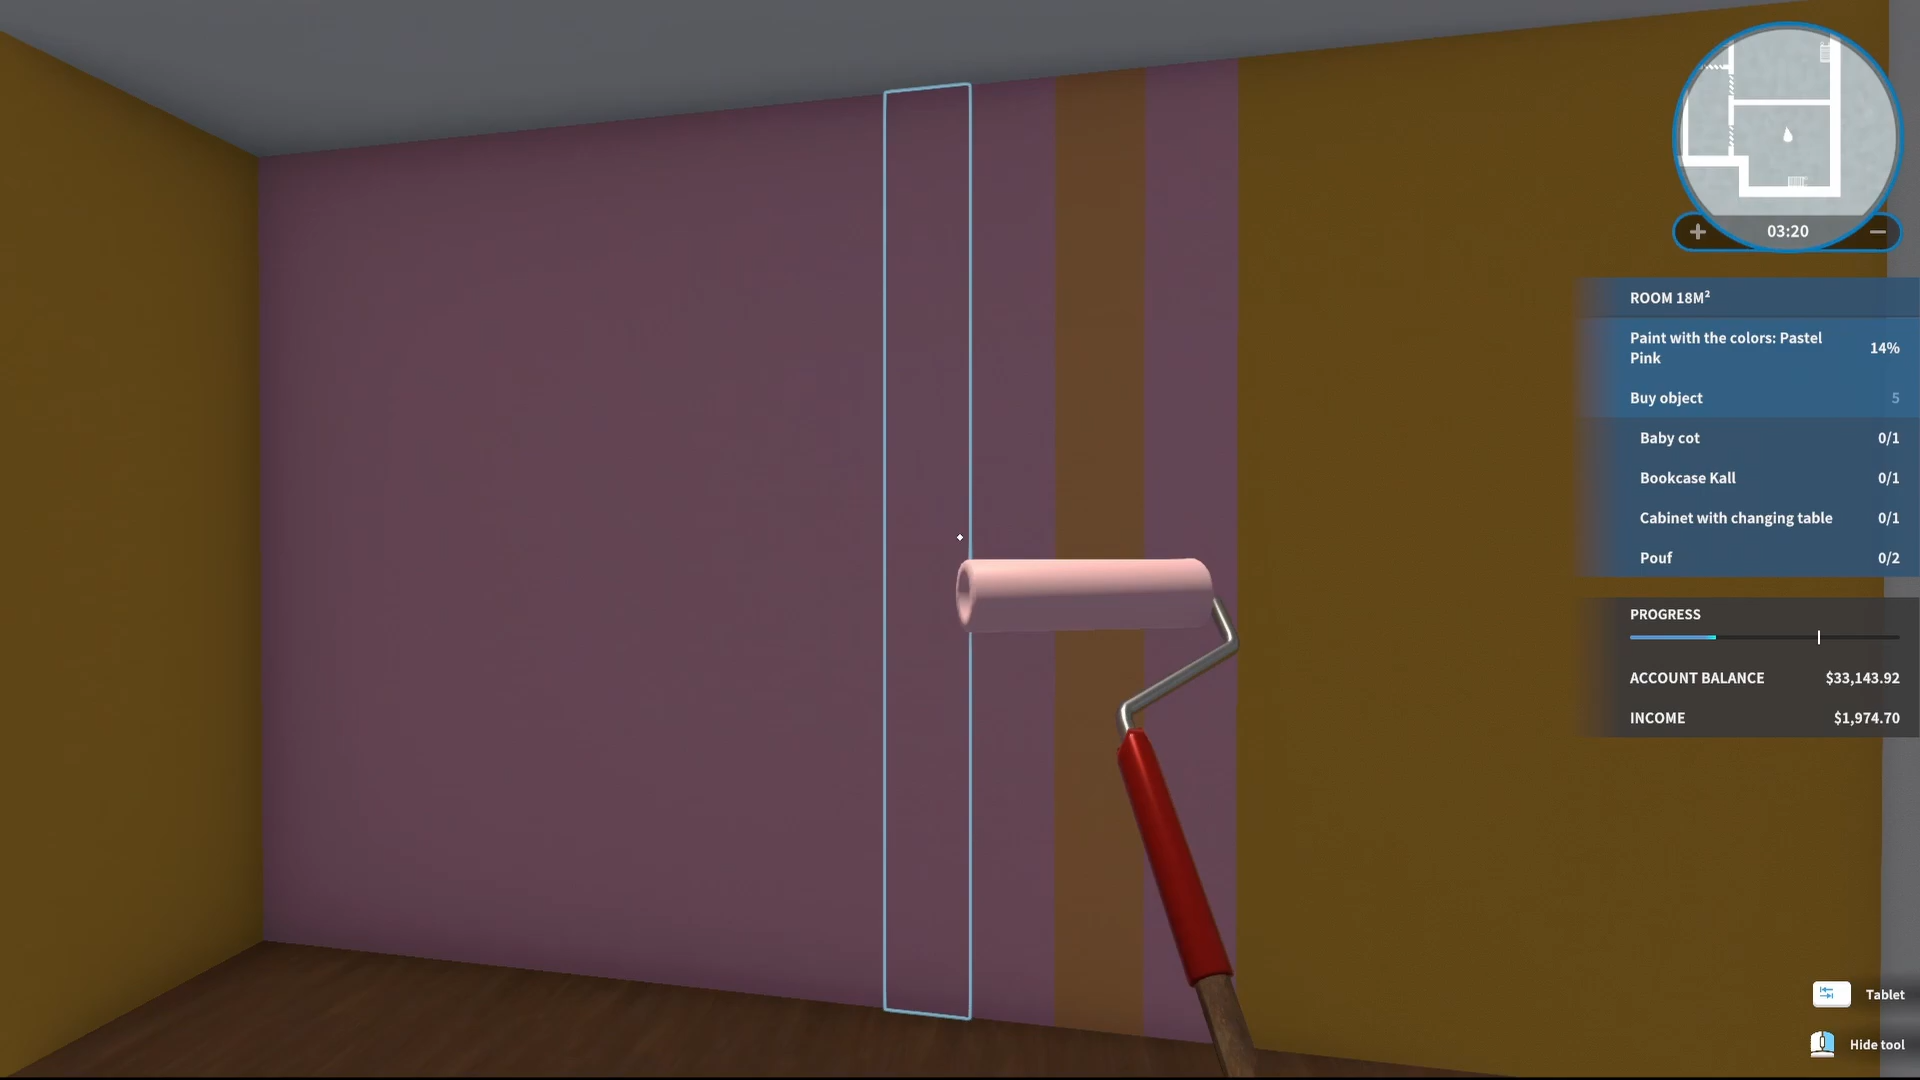 03:20
ROOM 18M²
Paint with the colors: Pastel
Pink
14%
Buy object 5
Baby cot 0/1
Bookcase Kall 0/1
Cabinet with changing table 0/1
Pouf 0/2
PROGRESS
ACCOUNT BALANCE $33,143.92
INCOME $1,974.70
Tablet
Hide tool